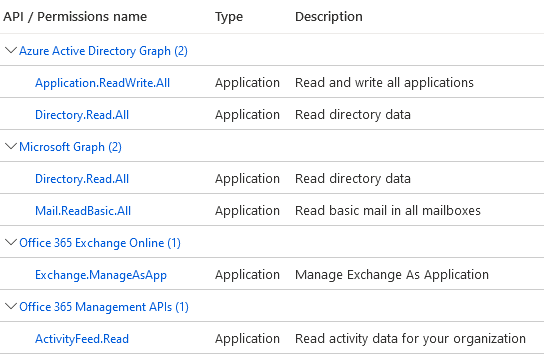 API / Permissions name Type Description
Azure Active Directory Graph (2)
Application.ReadWrite.All Application Read and write all applications
Directory.Read.All Application Read directory data
Microsoft Graph (2)
Directory.Read.All Application Read directory data
Mail.ReadBasic.All Application Read basic mail in all mailboxes
Office 365 Exchange Online (1)
Exchange.ManageAsApp Application Manage Exchange As Application
Office 365 Management APIs (1)
ActivityFeed.Read Application Read activity data for your organization